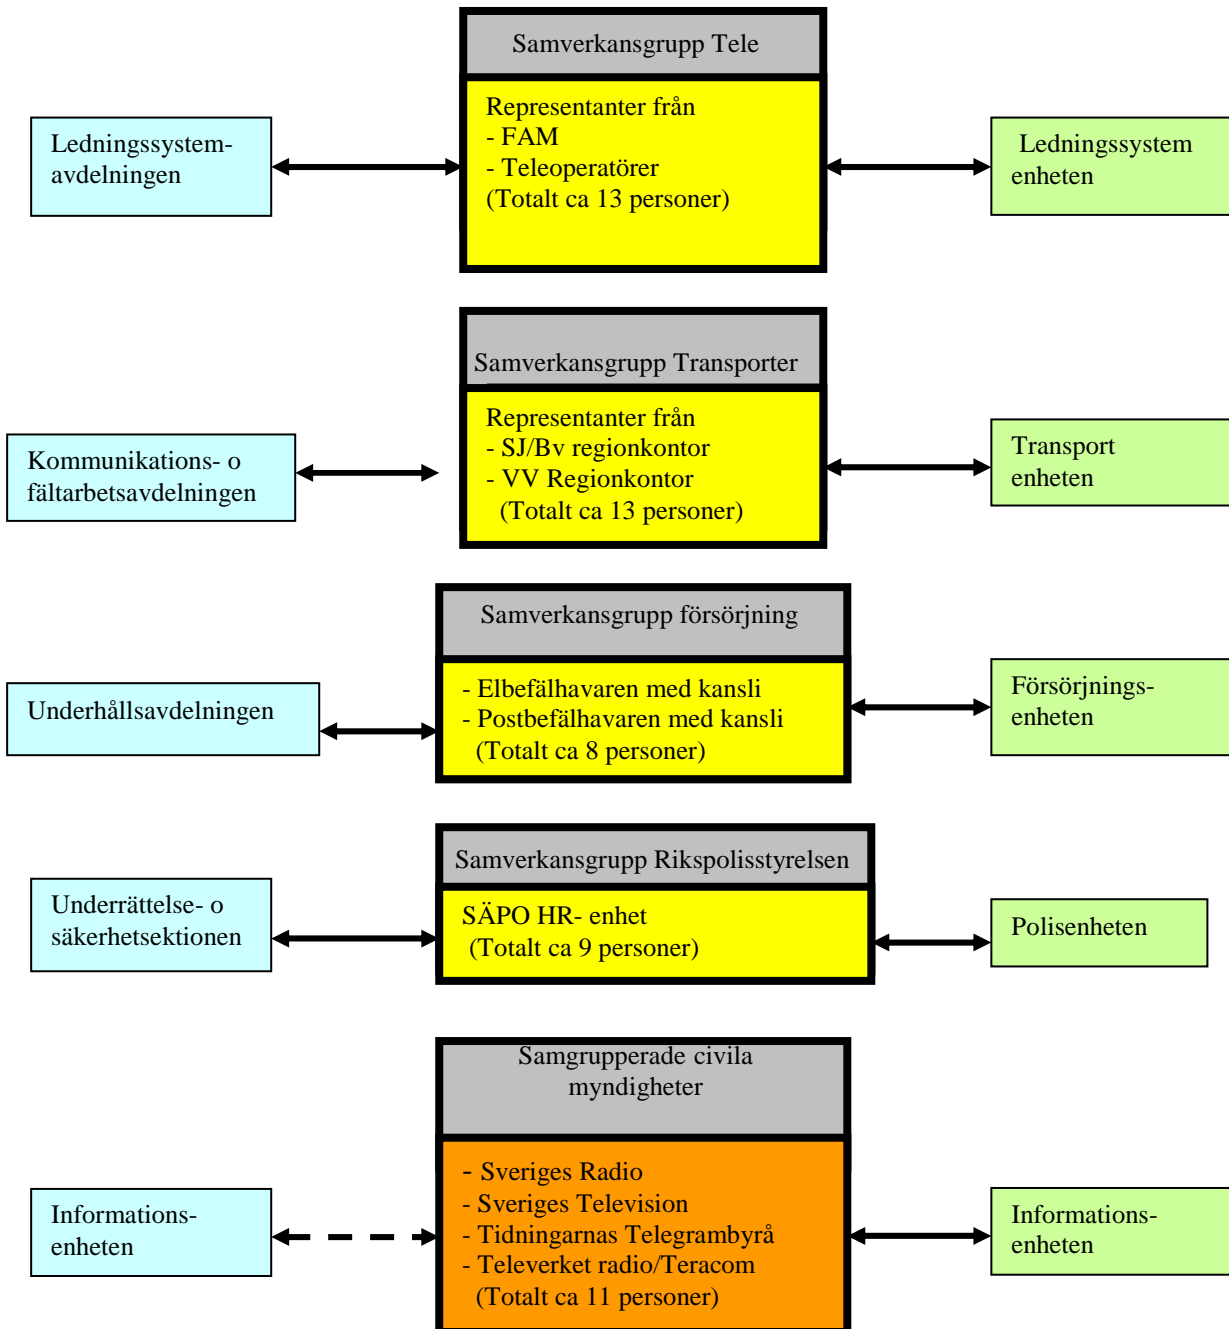 Samverkansgrupp Tele
Representanter från
- FAM
- Teleoperatörer
(Totalt ca 13 personer)
Ledningssystem-
avdelningen
Ledningssystem
enheten
Samverkansgrupp Transporter
Representanter från
- SJ/Bv regionkontor
- VV Regionkontor
(Totalt ca 13 personer)
Kommunikations- o
fältarbetsavdelningen
Transport
enheten
Samverkansgrupp försörjning
- Elbefälhavaren med kansli
- Postbefälhavaren med kansli
(Totalt ca 8 personer)
Underhållsavdelningen
Försörjnings-
enheten
Samverkansgrupp Rikspolisstyrelsen
SÄPO HR- enhet
(Totalt ca 9 personer)
Underrättelse- o
säkerhetsektionen
Polisenheten
Samgrupperade civila
myndigheter
- Sveriges Radio
- Sveriges Television
- Tidningarnas Telegrambyrå
- Televerket radio/Teracom
(Totalt ca 11 personer)
Informations-
enheten
Informations-
enheten